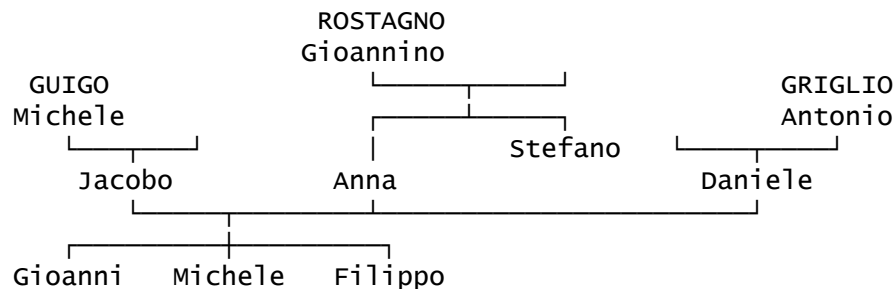 ROSTAGNO
Gioannino
GUIGO GRIGLIO
Michele Antonio
Stefano
Jacobo Anna Daniele
Gioanni Michele Filippo